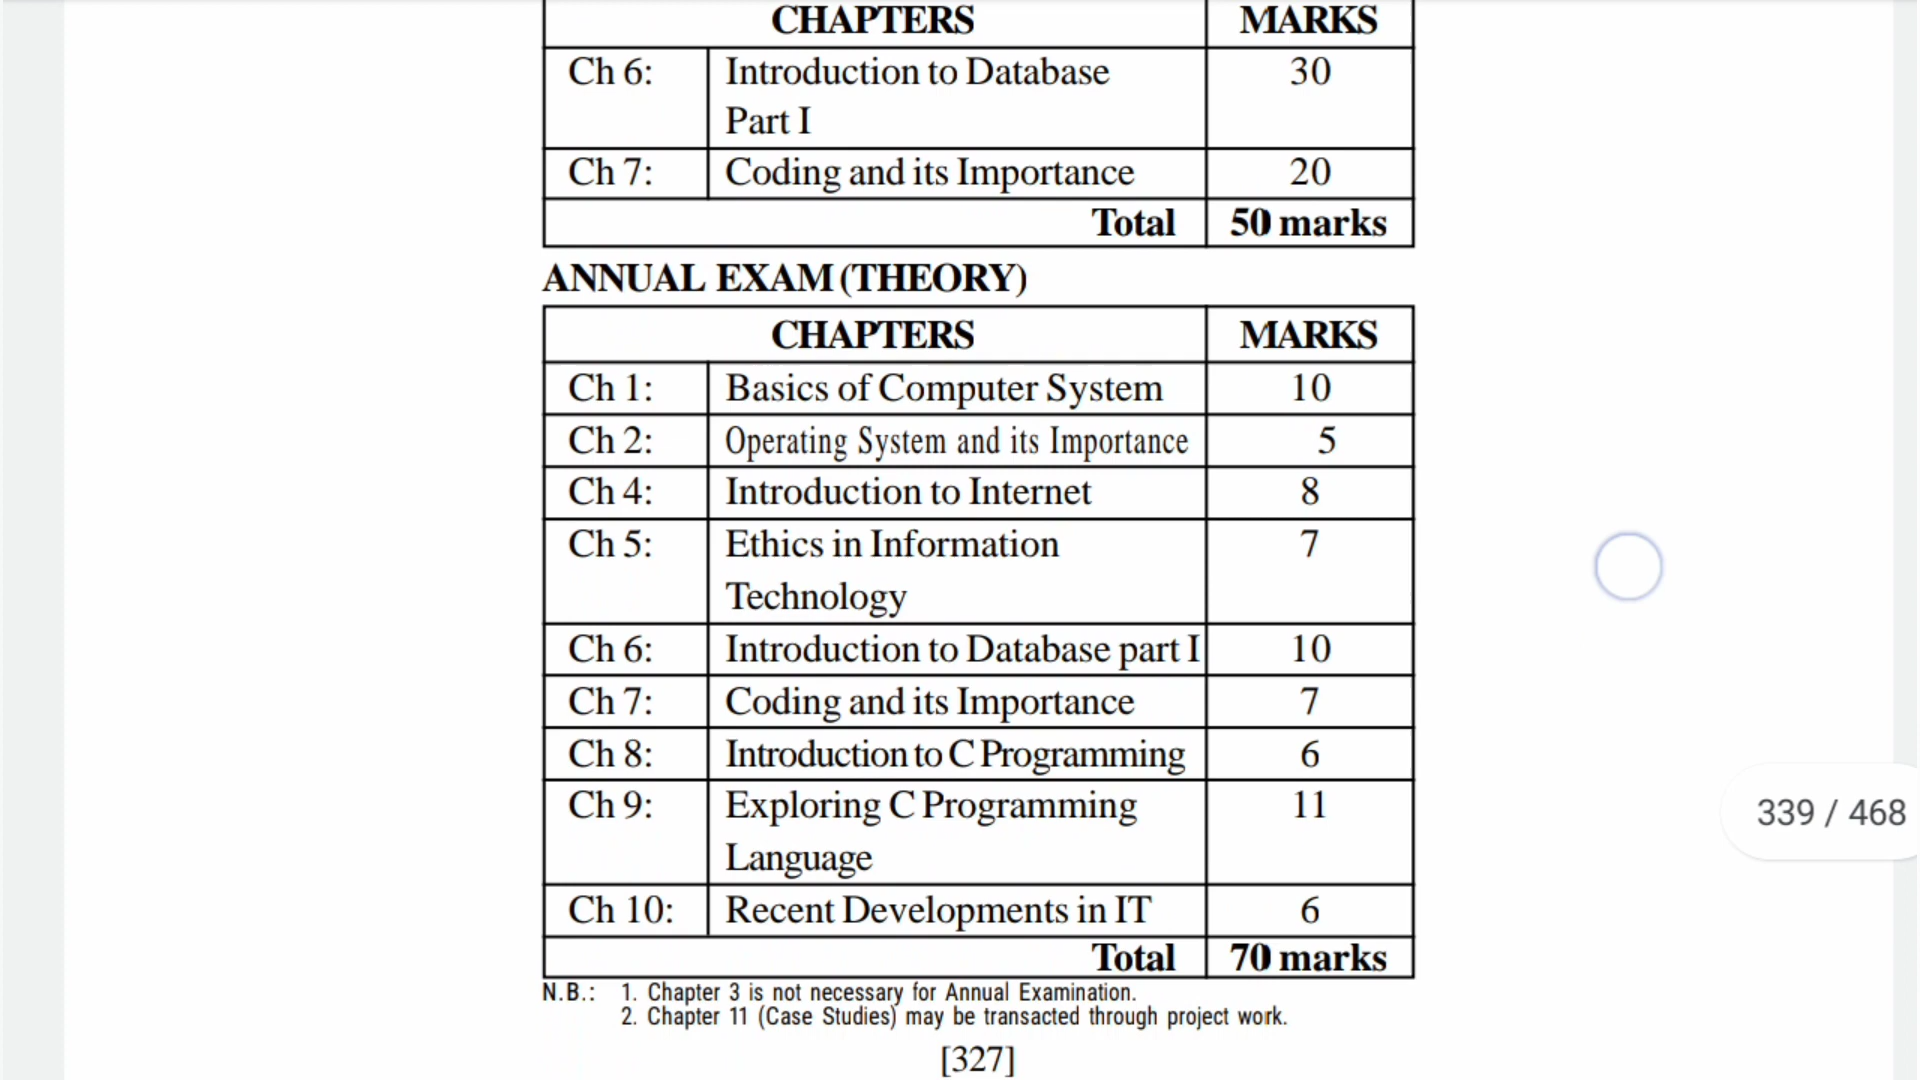 CHAPTERS MARKS
Ch 6: Introduction to Database 30
Part I
Ch 7: Coding and its Importance 20
Total 50 marks
ANNUAL EXAM (THEORY)
CHAPTERS MARKS
Ch 1: Basics of Computer System 10
Ch 2: Operating System and its Importance 5
Ch 4: Introduction to Internet 8
Ch 5: Ethics in Information 7
Technology
Ch 6: Introduction to Database part I 10
Ch 7: Coding and its Importance 7
Ch 8: Introduction to C Programming 6
Ch 9: Exploring C Programming 11
Language
Ch 10: Recent Developments in IT 6
Total 70 marks
N.B.: 1. Chapter 3 is not necessary for Annual Examination.
2. Chapter 11 (Case Studies) may be transacted through project work.
[327]
339 / 468